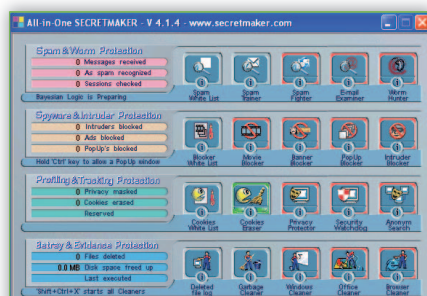 All-in-One SECRETMAKER - V 4.1.4 - www.secretmaker.com
Spam & Worm Protection
0 Messages received
0 As spam recognized
0 Sessions checked
Bayesian Logic is Preparing
Spam White List
Spam Trainer
Spam Fighter
E-mail Examiner
Worm Hunter
Spyware & Intruder Protection
0 Intruders blocked
0 Ads blocked
0 PopUp's blocked
Hold 'Ctrl' key to allow a PopUp window
Blocker White List
Movie Blocker
Banner Blocker
PopUp Blocker
Intruder Blocker
Profiling & Tracking Protection
0 Privacy masked
0 Cookies erased
Reserved
Cookies White List
Cookies Eraser
Privacy Protector
Security Watchdog
Anonym Search
Betray & Evidence Protection
0 Files deleted
0.0 MB Disk space freed up
Last executed
'Shift+Ctrl+X' starts all Cleaners
Deleted file log
Garbage Cleaner
Windows Cleaner
Office Cleaner
Browser Cleaner